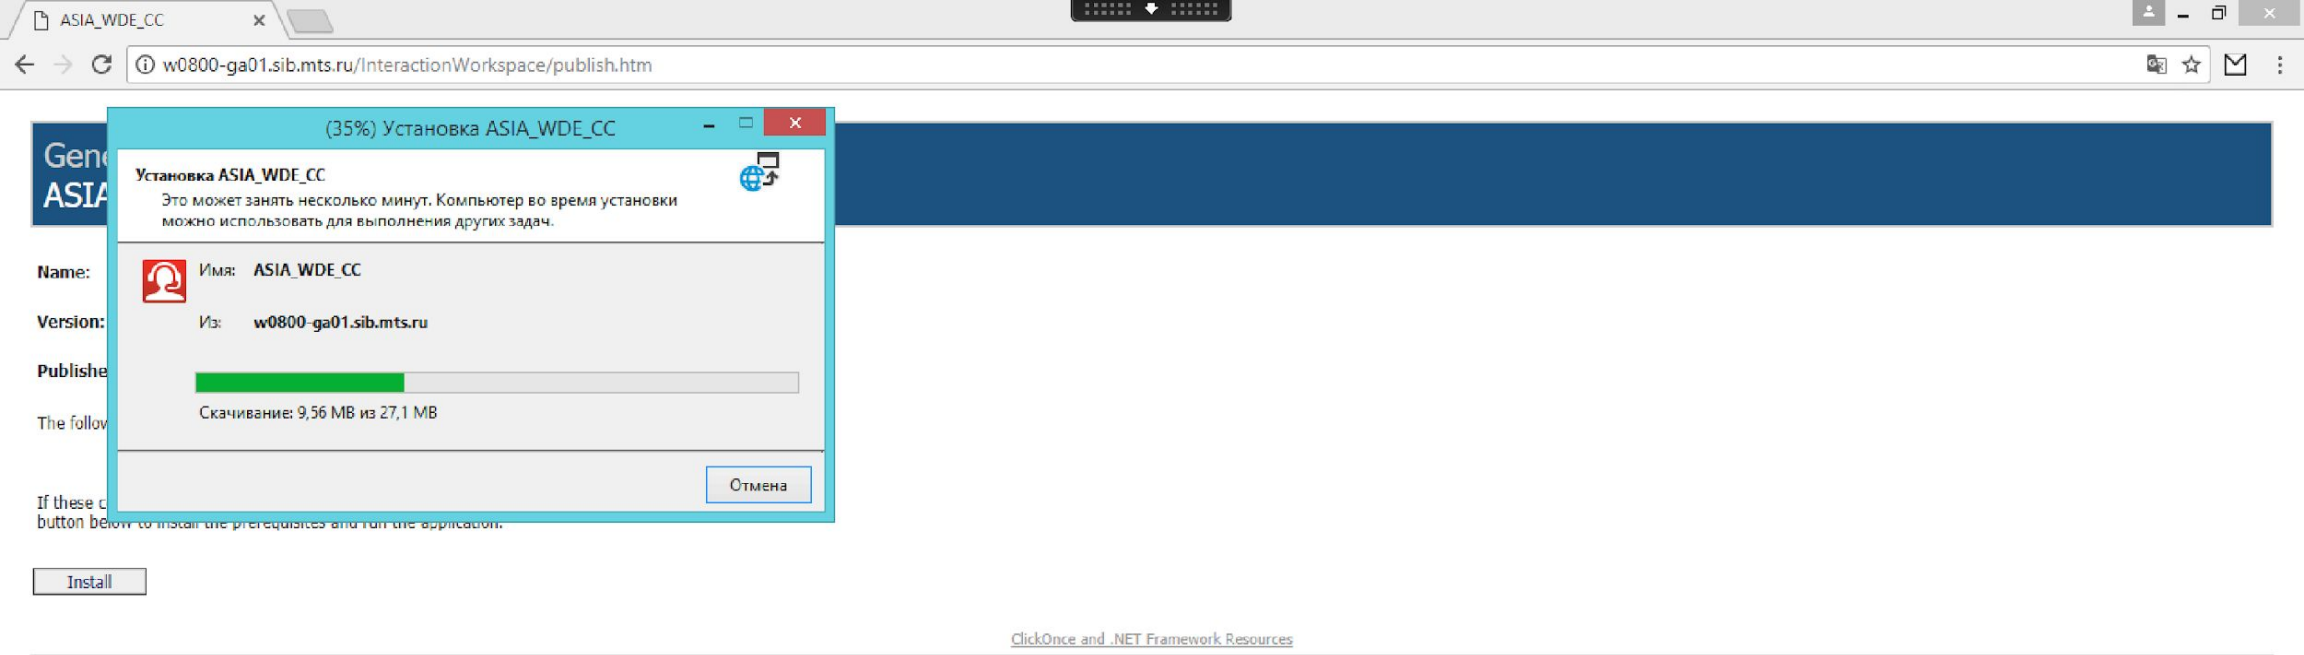 ASIA_WDE_CC
w0800-ga01.sib.mts.ru/InteractionWorkspace/publish.htm
(35%) Установка ASIA_WDE_CC
Установка ASIA_WDE_CC
Это может занять несколько минут. Компьютер во время установки
можно использовать для выполнения других задач.
ASIA
Name:
Имя: ASIA_WDE_CC
Version:
Из: w0800-ga01.sib.mts.ru
Скачивание: 9,56 MB из 27,1 MB
The
Отмена
If these
button below to install the prerequisites and run the application.
Install
ClickOnce and .NET Framework Resources